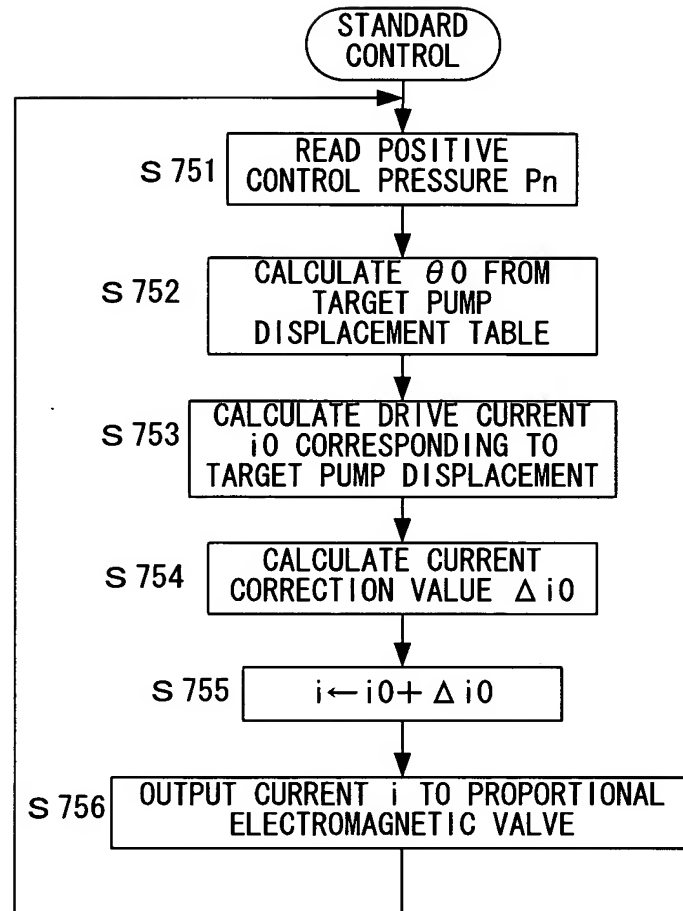 STANDARD
CONTROL
S 751
READ POSITIVE
CONTROL PRESSURE Pn
S 752
CALCULATE θ0 FROM
TARGET PUMP
DISPLACEMENT TABLE
S 753
CALCULATE DRIVE CURRENT
i0 CORRESPONDING TO
TARGET PUMP DISPLACEMENT
S 754
CALCULATE CURRENT
CORRECTION VALUE Δi0
S 755
i←i0+Δi0
S 756
OUTPUT CURRENT i TO PROPORTIONAL
ELECTROMAGNETIC VALVE